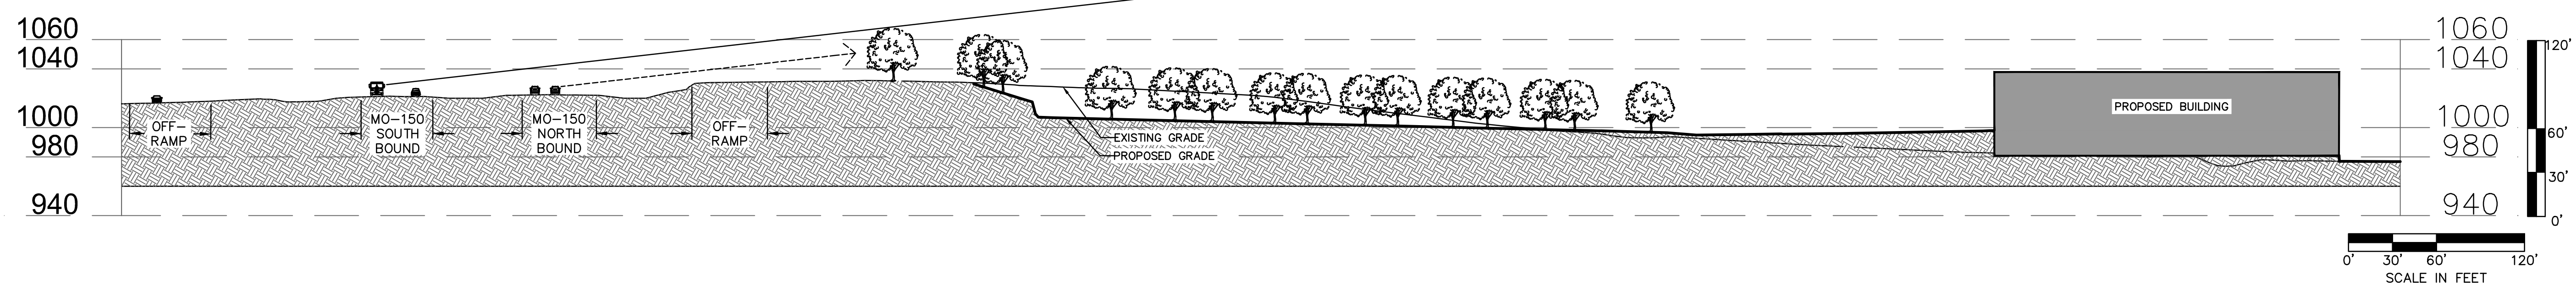 1060
1040
1000
980
940
OFF-
RAMP
MO-150
SOUTH
BOUND
MO-150
NORTH
BOUND
OFF-
RAMP
EXISTING GRADE
PROPOSED GRADE
PROPOSED BUILDING
1060
1040
1000
980
940
120'
60'
30'
0'
0' 30' 60' 120'
SCALE IN FEET